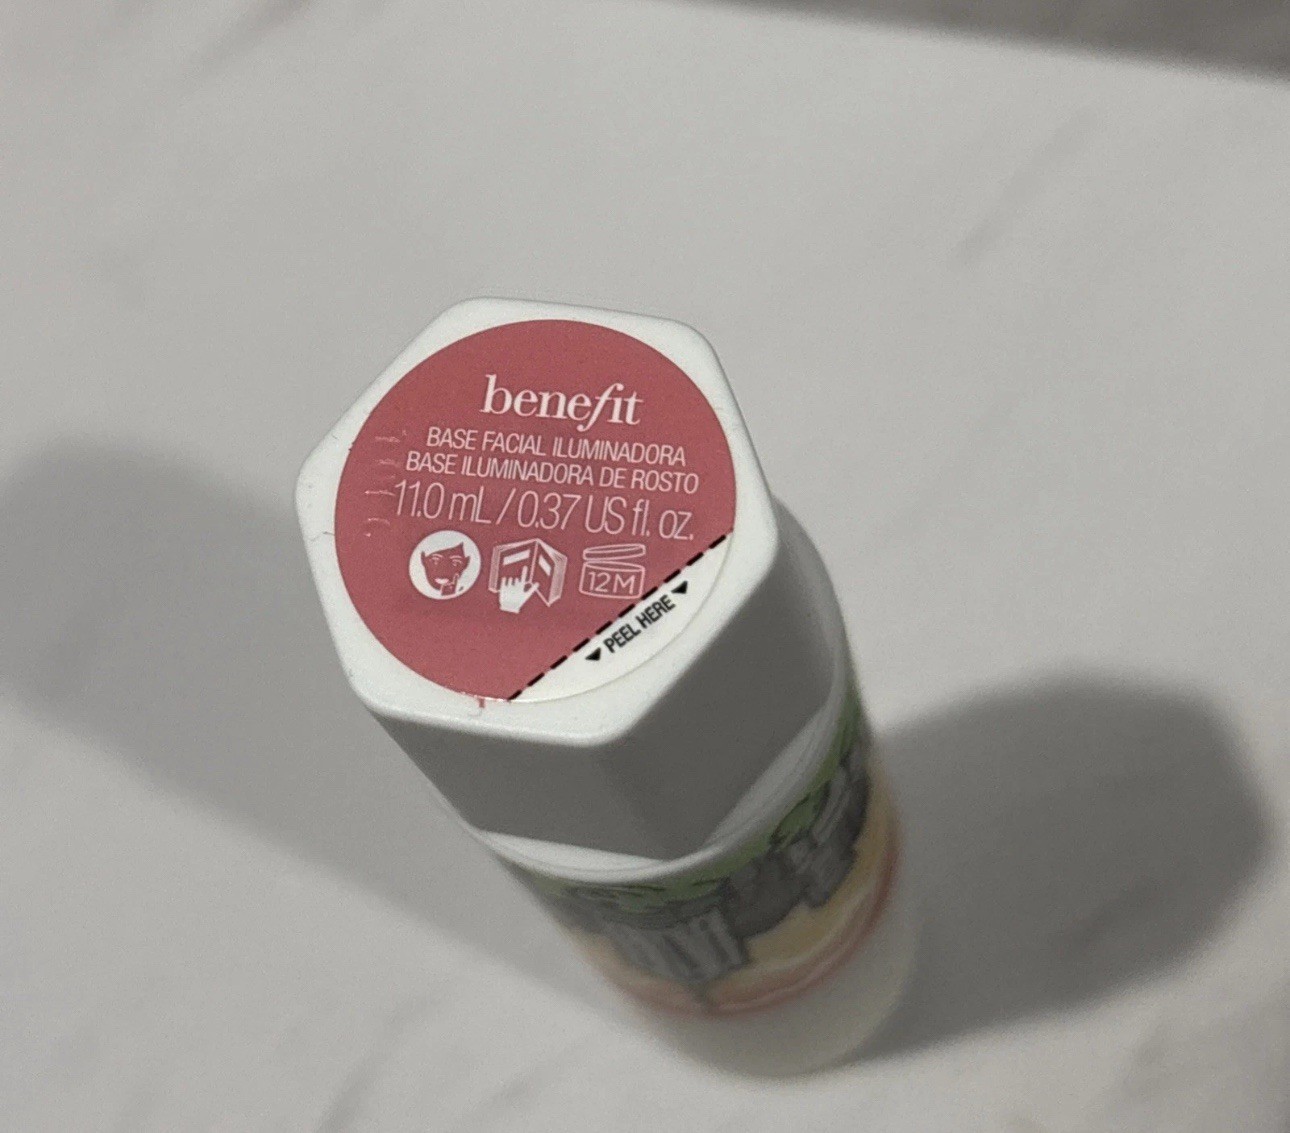 benefit
BASE FACIAL ILUMINADORA
BASE ILUMINADORA DE ROSTO
11.0 mL / 0.37 US fl. oz.
12M
PEEL HERE